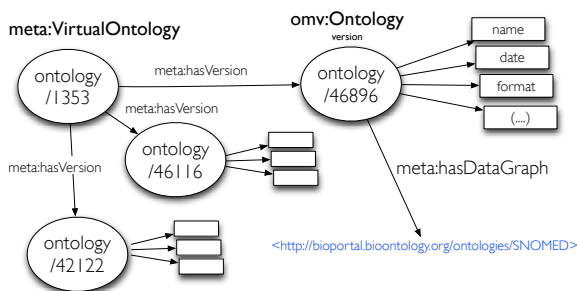 meta:VirtualOntology
omv:Ontology
version
ontology
/1353
meta:hasVersion
ontology
/46896
name
date
format
(....)
meta:hasVersion
ontology
/46116
meta:hasVersion
meta:hasDataGraph
ontology
/42122
<http://bioportal.bioontology.org/ontologies/SNOMED>